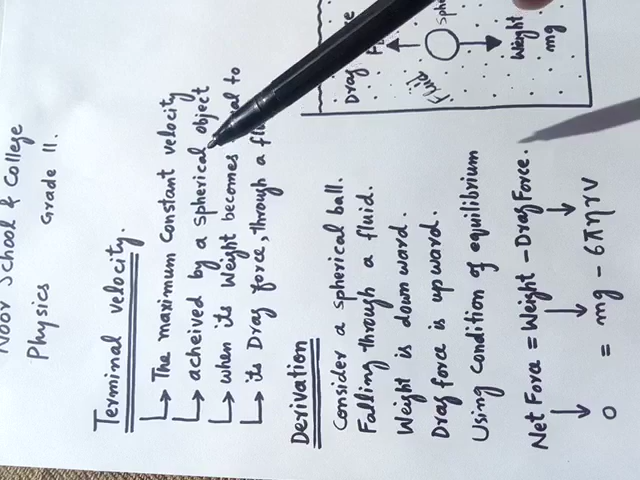 Noor School & College
Physics Grade 11.
Terminal velocity.
The maximum constant velocity
acheived by a spherical object
when its Weight becomes
its Drag force, through a
Derivation
Consider a spherical ball.
Falling through a fluid.
Weight is downward.
Drag force is upward.
Using Condition of equilibrium
Net Force = Weight - Drag Force.
0 = mg - 6πηrv
Drag
Fluid
Weight
mg